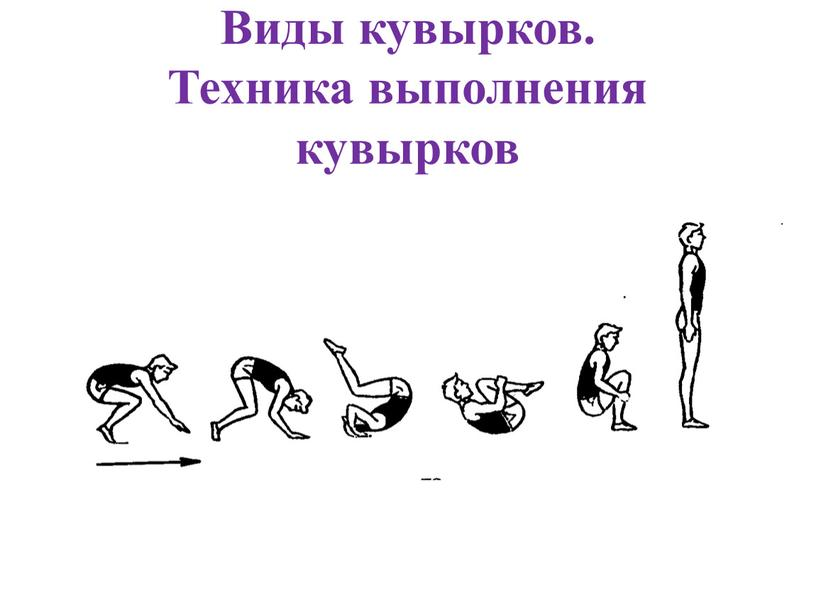 Виды кувырков.
Техника выполнения
кувырков